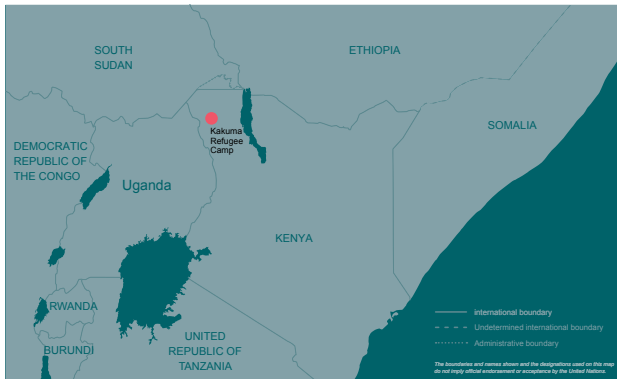 SOUTH
SUDAN
ETHIOPIA
Kakuma
Refugee
Camp
SOMALIA
DEMOCRATIC
REPUBLIC OF
THE CONGO
Uganda
KENYA
RWANDA
BURUNDI
UNITED
REPUBLIC OF
TANZANIA
international boundary
Undetermined international boundary
Administrative boundary
The boundaries and names shown and the designations used on this map
do not imply official endorsement or acceptance by the United Nations.